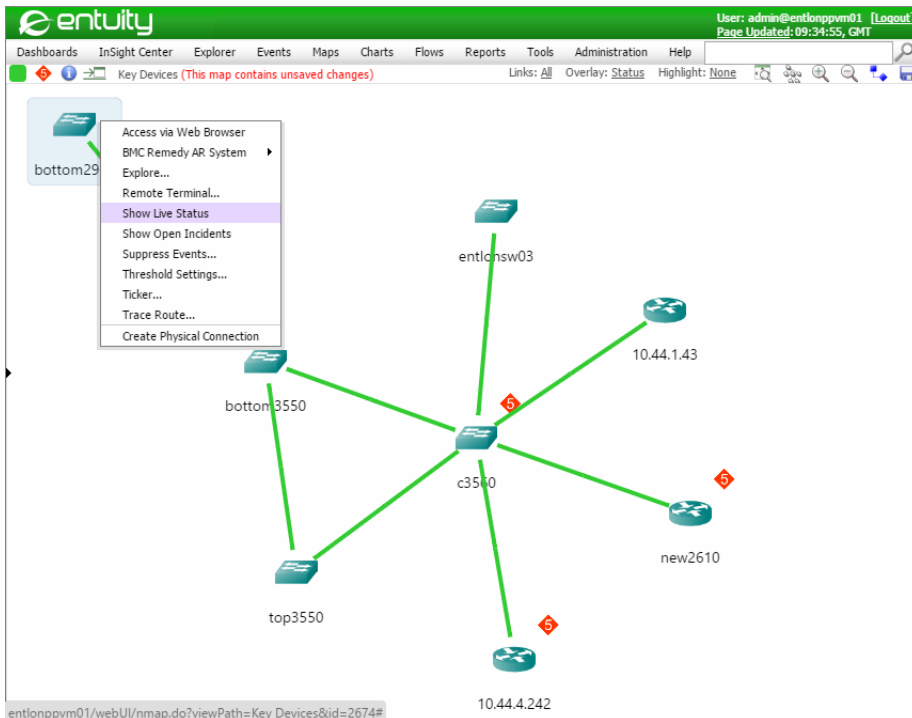 entuity
User: admin@entlonppvm01 [Logout]
Page Updated: 09:34:55, GMT
Dashboards InSight Center Explorer Events Maps Charts Flows Reports Tools Administration Help
5 Key Devices (This map contains unsaved changes) Links: All Overlay: Status Highlight: None
bottom29
Access via Web Browser
BMC Remedy AR System
Explore...
Remote Terminal...
Show Live Status
Show Open Incidents
Suppress Events...
Threshold Settings...
Ticker...
Trace Route...
Create Physical Connection
entlonsw03
10.44.1.43
bottom3550
5
c3560
5
new2610
top3550
5
10.44.4.242
entlonppvm01/webUI/nmap.do?viewPath=Key Devices&id=2674#